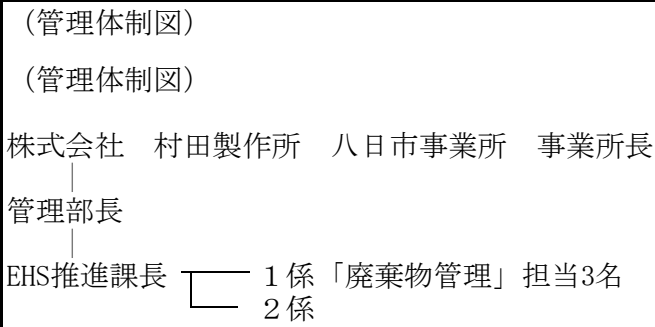 （管理体制図）
（管理体制図）
株式会社　村田製作所　八日市事業所　事業所長
管理部長
EHS推進課長　１係「廃棄物管理」担当3名
２係